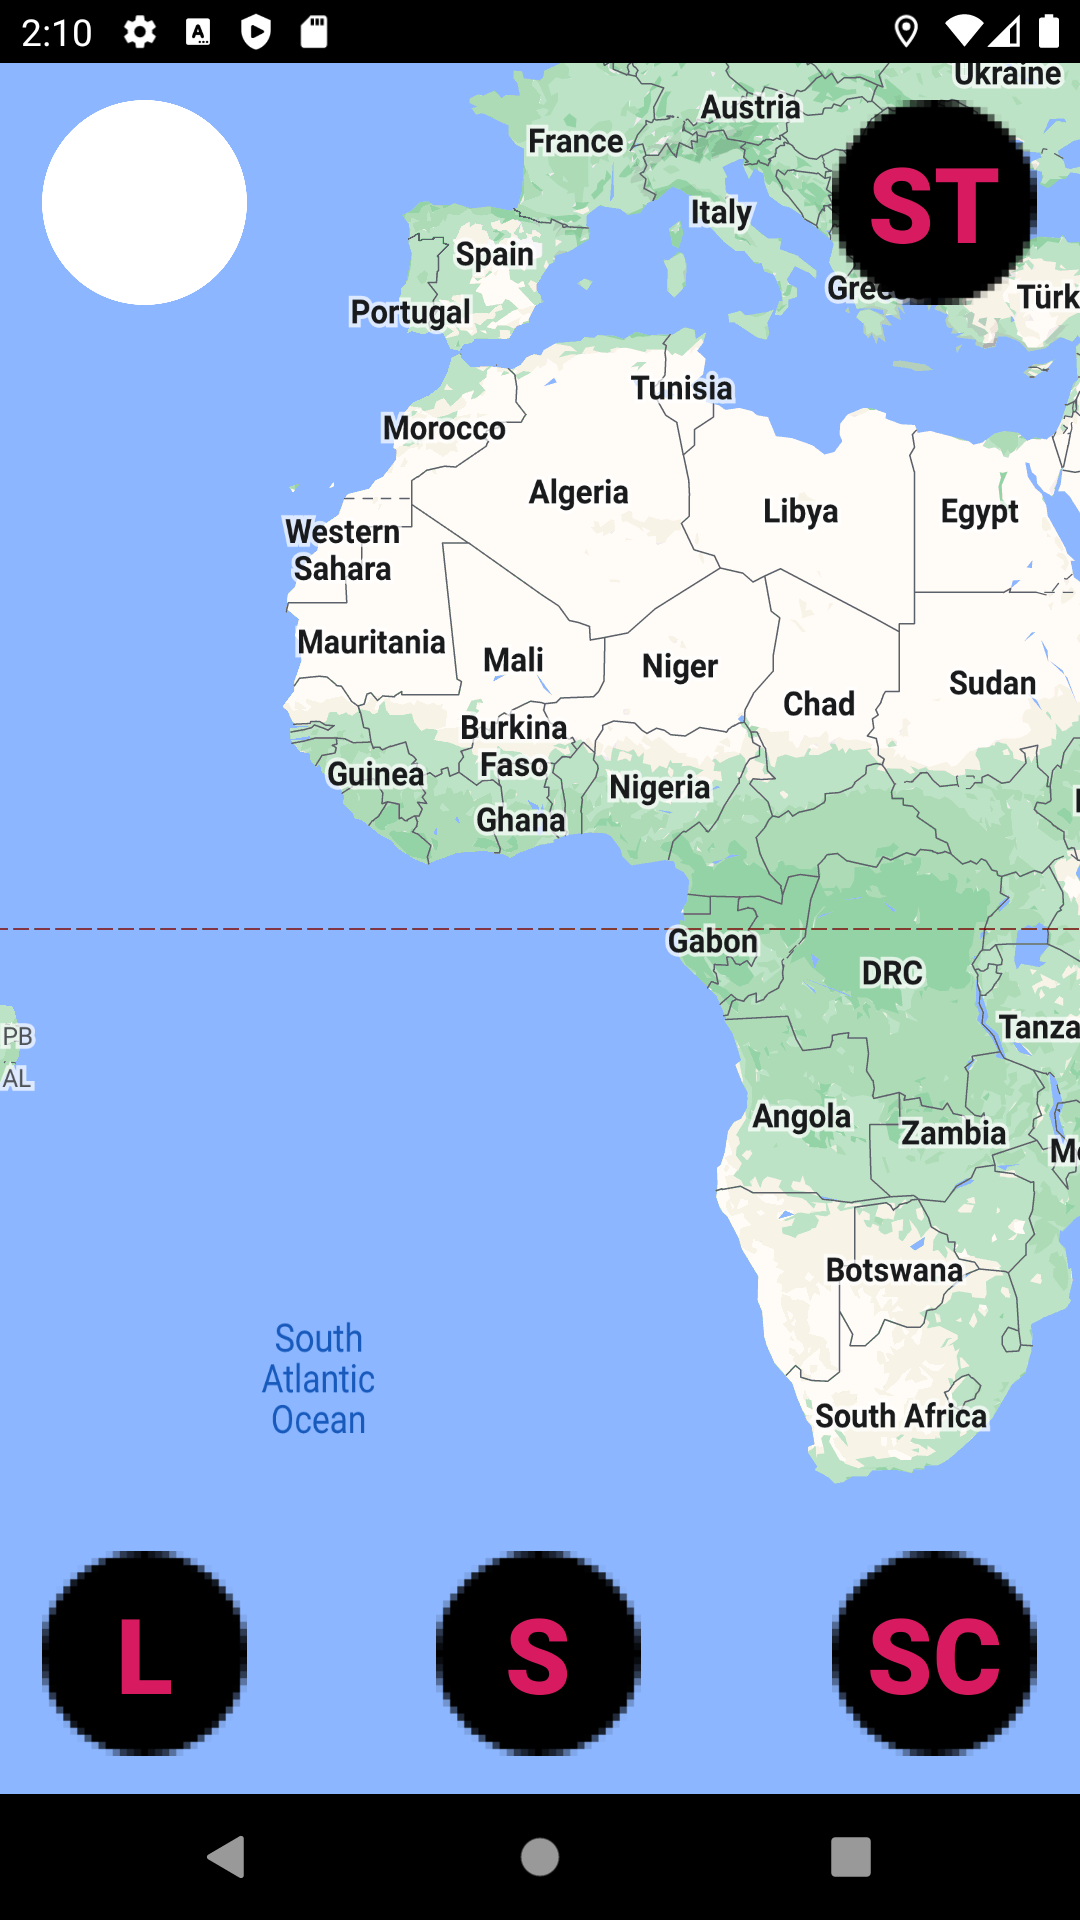 2:10
Ukraine
Austria
France
ST
Italy
Spain
Portugal
Türk
Tunisia
Morocco
Algeria
Libya
Egypt
Western
Sahara
Mauritania
Mali
Niger
Sudan
Chad
Burkina
Faso
Guinea
Nigeria
Ghana
Gabon
DRC
Tanza
PB
AL
Angola
Zambia
Botswana
South
Atlantic
Ocean
South Africa
L
S
SC